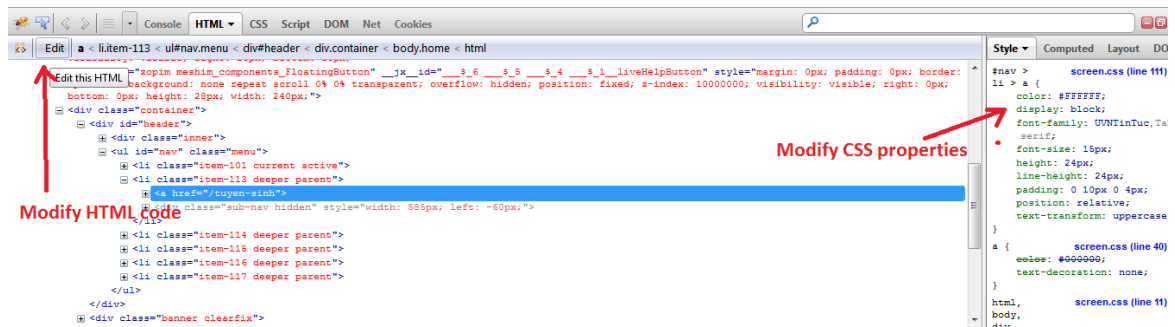 Console HTML CSS Script DOM Net Cookies
Edit a < li.item-113 < ul#nav.menu < div#header < div.container < body.home < html
Style Computed Layout DO
Edit this HTML
="zopim meshim_components_FloatingButton" __jx__id="___$_6 ___$_5 ___$_4 ___$_1__liveHelpButton" style="margin: 0px; padding: 0px; border:
background: none repeat scroll 0% 0% transparent; overflow: hidden; position: fixed; z-index: 10000000; visibility: visible; right: 0px;
bottom: 0px; height: 28px; width: 240px;">
<div class="container">
<div id="header">
<div class="inner">
<ul id="nav" class="menu">
<li class="item-101 current active">
<li class="item-113 deeper parent">
<a href="/tuyen-sinh">
<div class="sub-nav hidden" style="width: 585px; left: -60px;">
</li>
<li class="item-114 deeper parent">
<li class="item-115 deeper parent">
<li class="item-116 deeper parent">
<li class="item-117 deeper parent">
</ul>
</div>
<div class="banner clearfix">
Modify HTML code
Modify CSS properties
#nav > screen.css (line 111)
li > a {
color: #FFFFFF;
display: block;
font-family: UVNTinTuc,Ta
serif;
font-size: 15px;
height: 24px;
line-height: 24px;
padding: 0 10px 0 4px;
position: relative;
text-transform: uppercase
}
a { screen.css (line 40)
color: #000000;
text-decoration: none;
}
html, screen.css (line 11)
body,